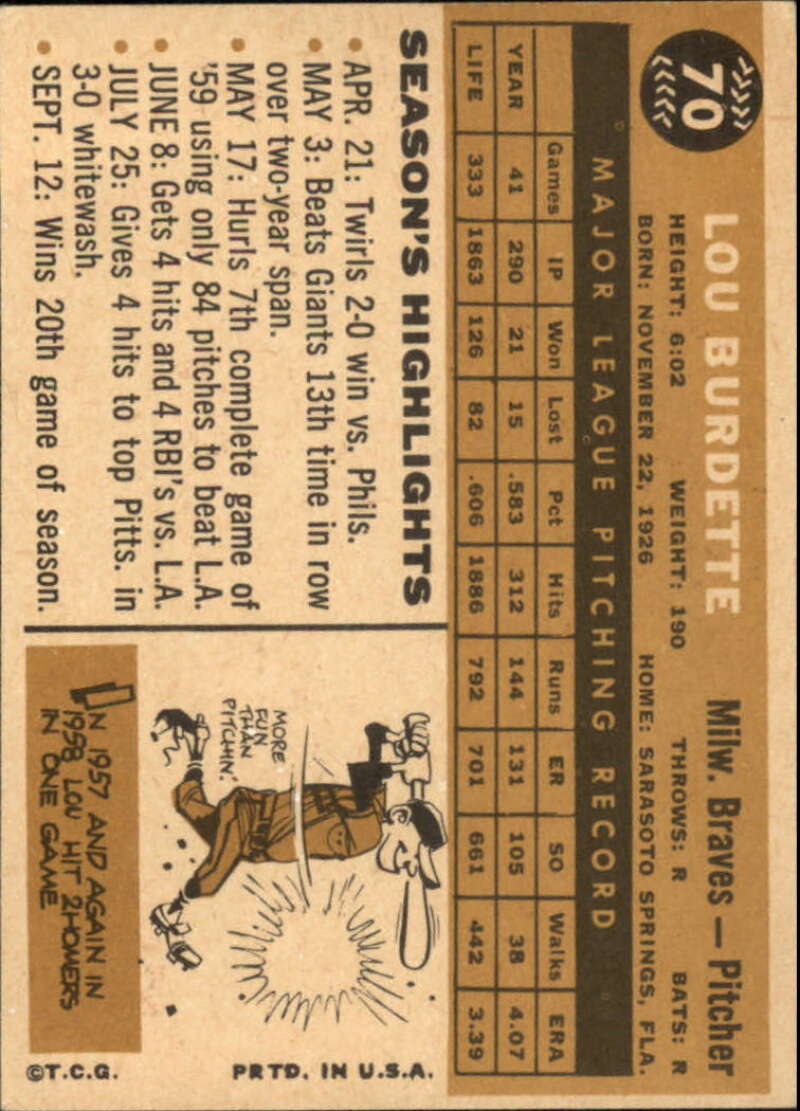 70
LOU BURDETTE Milw. Braves — Pitcher
HEIGHT: 6:02 WEIGHT: 190 THROWS: R BATS: R
BORN: NOVEMBER 22, 1926 HOME: SARASOTO SPRINGS, FLA.
MAJOR LEAGUE PITCHING RECORD
Games IP Won Lost Pct Hits Runs ER SO Walks ERA
YEAR 41 290 21 15 .583 312 144 131 105 38 4.07
LIFE 333 1863 126 82 .606 1886 792 701 661 442 3.39
SEASON'S HIGHLIGHTS
• APR. 21: Twirls 2-0 win vs. Phils.
• MAY 3: Beats Giants 13th time in row
over two-year span.
• MAY 17: Hurls 7th complete game of
'59 using only 84 pitches to beat L.A.
• JUNE 8: Gets 4 hits and 4 RBI's vs. L.A.
• JULY 25: Gives 4 hits to top Pitts. in
3-0 whitewash.
• SEPT. 12: Wins 20th game of season.
MORE
FUN
THAN
PITCHIN'
IN 1957 AND AGAIN IN
1958 LOU HIT 2 HOMERS
IN ONE GAME
©T.C.G. PRTD. IN U.S.A.